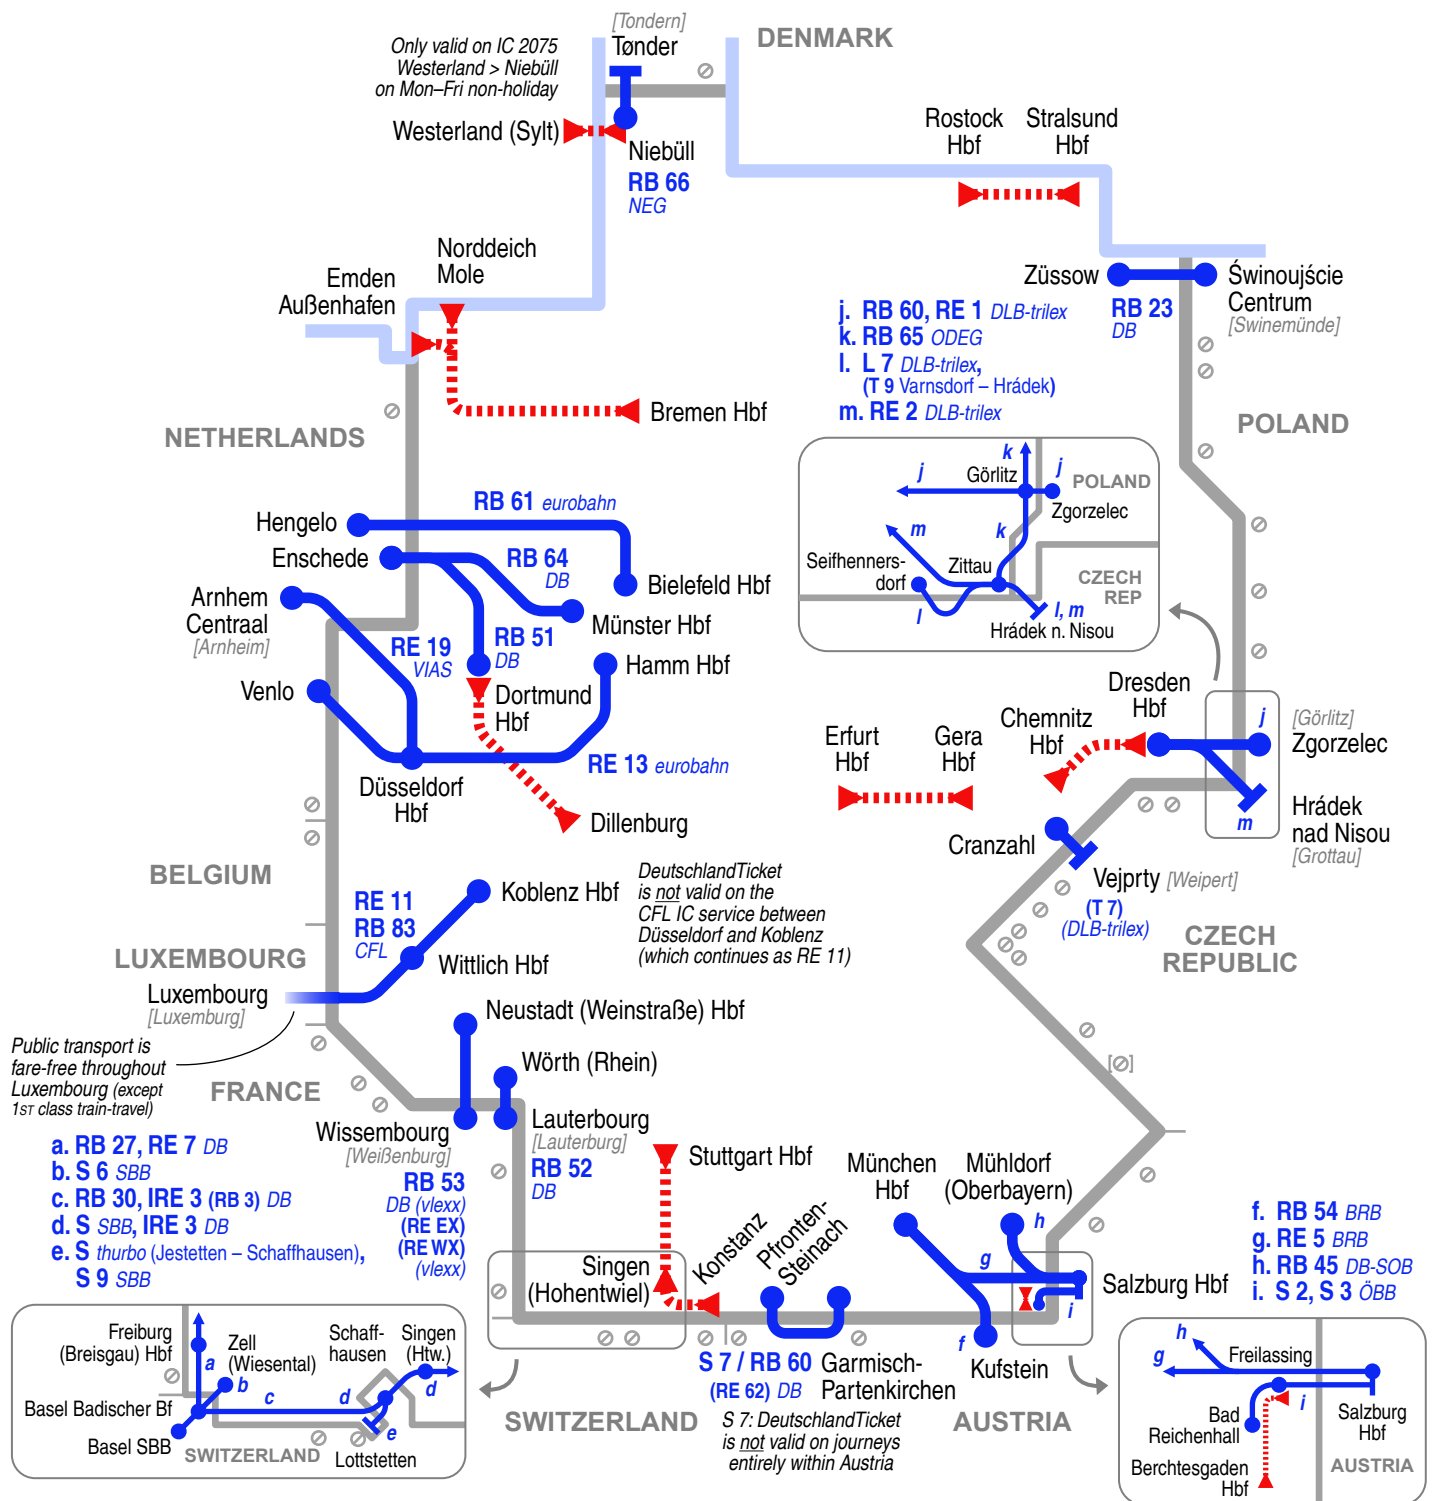 [Tondern]
Tønder
DENMARK
Only valid on IC 2075
Westerland > Niebüll
on Mon–Fri non-holiday
Westerland (Sylt)
Niebüll
RB 66
NEG
Rostock
Hbf
Stralsund
Hbf
Norddeich
Mole
Emden
Außenhafen
Bremen Hbf
NETHERLANDS
Züssow
RB 23
DB
Świnoujście
Centrum
[Swinemünde]
j. RB 60, RE 1 DLB-trilex
k. RB 65 ODEG
l. L 7 DLB-trilex,
(T 9 Varnsdorf – Hrádek)
m. RE 2 DLB-trilex
POLAND
k
j
Görlitz
j
POLAND
Zgorzelec
m
k
Seifhenners-
dorf
Zittau
CZECH
REP
l
l, m
Hrádek n. Nisou
RB 61 eurobahn
Hengelo
Enschede
RB 64
DB
Bielefeld Hbf
Arnhem
Centraal
[Arnheim]
Münster Hbf
RE 19
VIAS
RB 51
DB
Hamm Hbf
Venlo
Dortmund
Hbf
RE 13 eurobahn
Düsseldorf
Hbf
Dillenburg
Dresden
Hbf
Chemnitz
Hbf
Erfurt
Hbf
Gera
Hbf
j
[Görlitz]
Zgorzelec
m
Hrádek
nad Nisou
[Grottau]
Cranzahl
Vejprty [Weipert]
(T 7)
(DLB-trilex)
CZECH
REPUBLIC
BELGIUM
Koblenz Hbf
RE 11
RB 83
CFL
Wittlich Hbf
DeutschlandTicket
is not valid on the
CFL IC service between
Düsseldorf and Koblenz
(which continues as RE 11)
LUXEMBOURG
Luxembourg
[Luxemburg]
Public transport is
fare-free throughout
Luxembourg (except
1ST class train-travel)
FRANCE
Neustadt (Weinstraße) Hbf
Wörth (Rhein)
Wissembourg
[Weißenburg]
RB 53
DB (vlexx)
(RE EX)
(RE WX)
(vlexx)
Lauterbourg
[Lauterburg]
RB 52
DB
a. RB 27, RE 7 DB
b. S 6 SBB
c. RB 30, IRE 3 (RB 3) DB
d. S SBB, IRE 3 DB
e. S thurbo (Jestetten – Schaffhausen),
S 9 SBB
Stuttgart Hbf
Singen
(Hohentwiel)
Konstanz
Pfronten-
Steinach
München
Hbf
Mühldorf
(Oberbayern)
h
g
Salzburg Hbf
i
f
Kufstein
f. RB 54 BRB
g. RE 5 BRB
h. RB 45 DB-SOB
i. S 2, S 3 ÖBB
S 7 / RB 60
(RE 62) DB
Garmisch-
Partenkirchen
S 7: DeutschlandTicket
is not valid on journeys
entirely within Austria
SWITZERLAND
AUSTRIA
Freiburg
(Breisgau) Hbf
Zell
(Wiesental)
Schaff-
hausen
Singen
(Htw.)
a
b
c
d
d
e
Basel Badischer Bf
Basel SBB
SWITZERLAND
Lottstetten
h
g
Freilassing
i
Bad
Reichenhall
Salzburg
Hbf
Berchtesgaden
Hbf
AUSTRIA